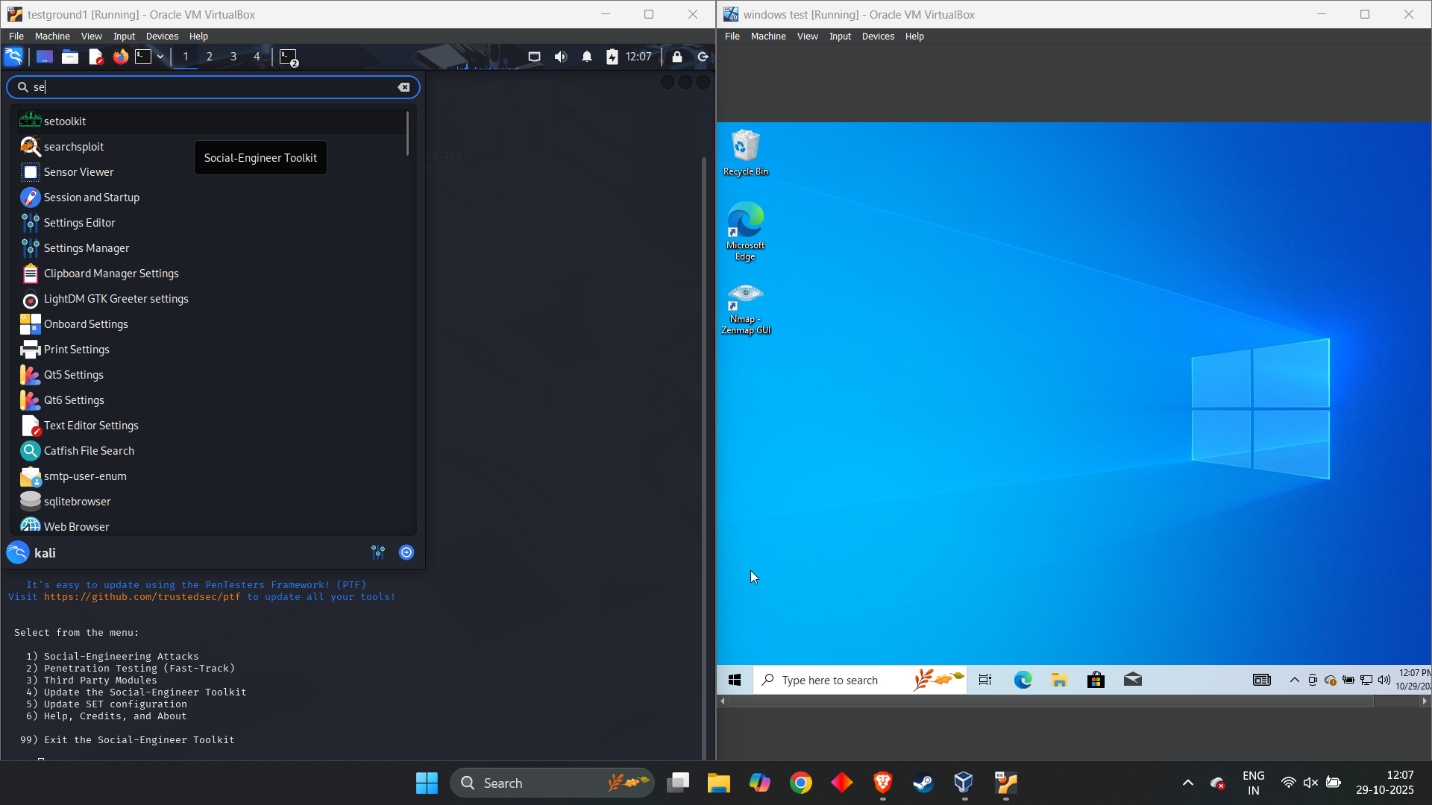 testground1 [Running] - Oracle VM VirtualBox
File Machine View Input Devices Help
1 2 3 4
2
12:07
se
setoolkit
searchsploit
Social-Engineer Toolkit
Sensor Viewer
Session and Startup
Settings Editor
Settings Manager
Clipboard Manager Settings
LightDM GTK Greeter settings
Onboard Settings
Print Settings
Qt5 Settings
Qt6 Settings
Text Editor Settings
Catfish File Search
smtp-user-enum
sqlitebrowser
Web Browser
kali
It's easy to update using the PenTesters Framework! (PTF)
Visit https://github.com/trustedsec/ptf to update all your tools!
Select from the menu:
1) Social-Engineering Attacks
2) Penetration Testing (Fast-Track)
3) Third Party Modules
4) Update the Social-Engineer Toolkit
5) Update SET configuration
6) Help, Credits, and About
99) Exit the Social-Engineer Toolkit
windows test [Running] - Oracle VM VirtualBox
File Machine View Input Devices Help
Recycle Bin
Microsoft
Edge
Nmap -
Zenmap GUI
Type here to search
12:07 PM
10/29/20
Search
ENG
IN
12:07
29-10-2025